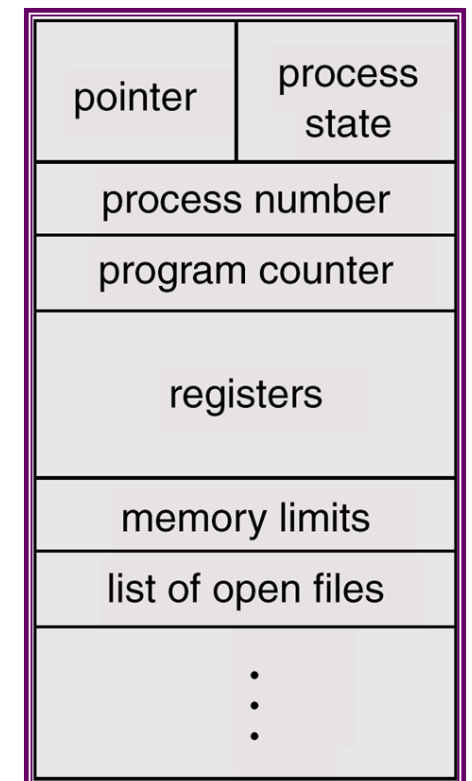 pointer
process
state
process number
program counter
registers
memory limits
list of open files
.
.
.